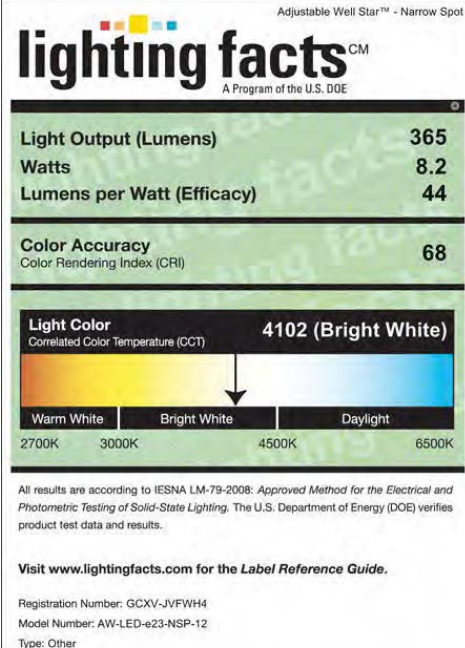 Adjustable Well Star™ - Narrow Spot
lighting facts CM
A Program of the U.S. DOE
Light Output (Lumens) 365
Watts 8.2
Lumens per Watt (Efficacy) 44
Color Accuracy
Color Rendering Index (CRI) 68
Light Color
Correlated Color Temperature (CCT) 4102 (Bright White)
Warm White Bright White Daylight
2700K 3000K 4500K 6500K
All results are according to IESNA LM-79-2008: Approved Method for the Electrical and
Photometric Testing of Solid-State Lighting. The U.S. Department of Energy (DOE) verifies
product test data and results.
Visit www.lightingfacts.com for the Label Reference Guide.
Registration Number: GCXV-JVFWH4
Model Number: AW-LED-e23-NSP-12
Type: Other